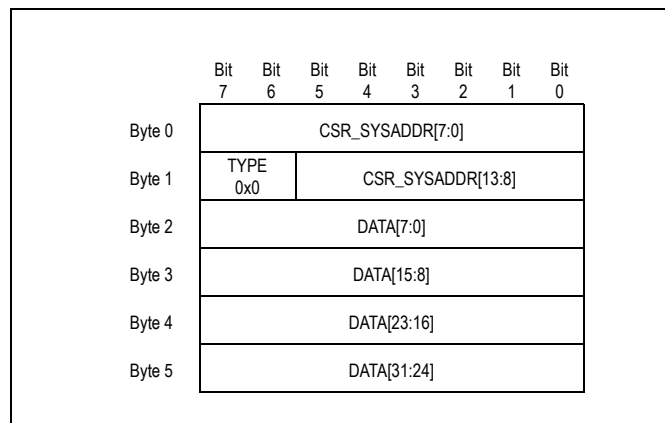 Bit Bit Bit Bit Bit Bit Bit Bit
7 6 5 4 3 2 1 0
Byte 0 CSR_SYSADDR[7:0]
Byte 1 TYPE 0x0 CSR_SYSADDR[13:8]
Byte 2 DATA[7:0]
Byte 3 DATA[15:8]
Byte 4 DATA[23:16]
Byte 5 DATA[31:24]